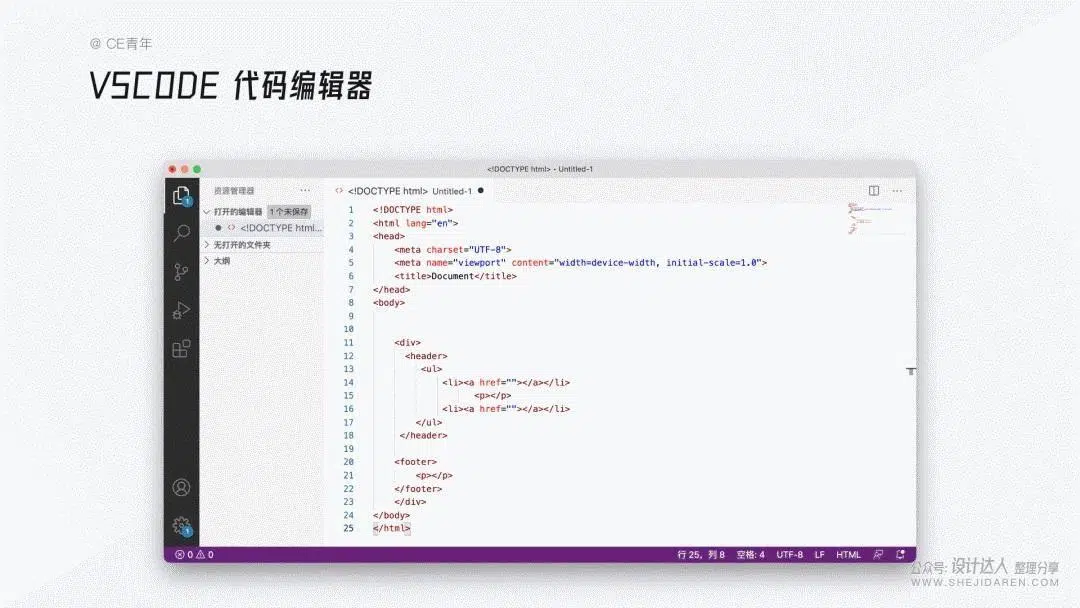 @ CE青年
VSCODE 代码编辑器
<!DOCTYPE html> • Untitled-1
资源管理器 ···
打开的编辑器 1个未保存
<> <!DOCTYPE html...
无打开的文件夹
大纲
1
1
<> <!DOCTYPE html> Untitled-1 ●
1 <!DOCTYPE html>
2 <html lang="en">
3 <head>
4 <meta charset="UTF-8">
5 <meta name="viewport" content="width=device-width, initial-scale=1.0">
6 <title>Document</title>
7 </head>
8 <body>
9
10
11 <div>
12 <header>
13 <ul>
14 <li><a href=""></a></li>
15 <p></p>
16 <li><a href=""></a></li>
17 </ul>
18 </header>
19
20 <footer>
21 <p></p>
22 </footer>
23 </div>
24 </body>
25 </html>
0 0
行 25，列 8 空格: 4 UTF-8 LF HTML
公众号: 设计达人 整理分享
WWW.SHEJIDAREN.COM